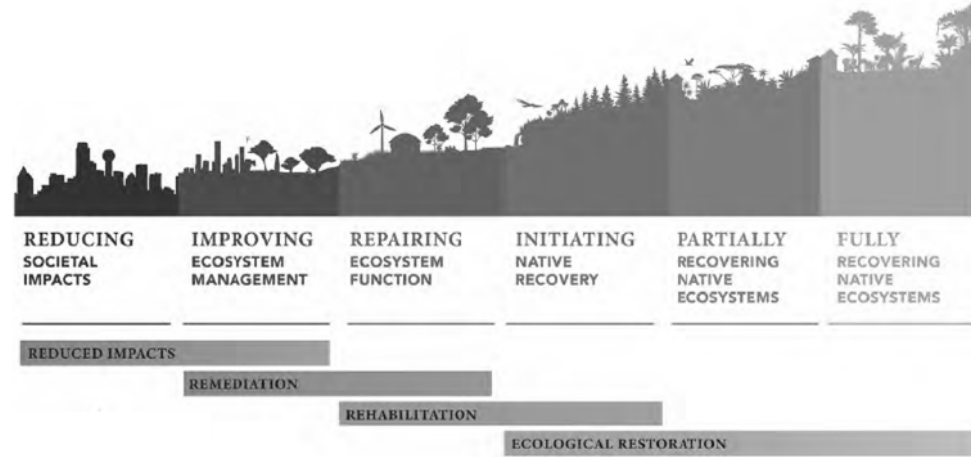 REDUCING
SOCIETAL
IMPACTS
IMPROVING
ECOSYSTEM
MANAGEMENT
REPAIRING
ECOSYSTEM
FUNCTION
INITIATING
NATIVE
RECOVERY
PARTIALLY
RECOVERING
NATIVE
ECOSYSTEMS
FULLY
RECOVERING
NATIVE
ECOSYSTEMS
REDUCED IMPACTS
REMEDIATION
REHABILITATION
ECOLOGICAL RESTORATION